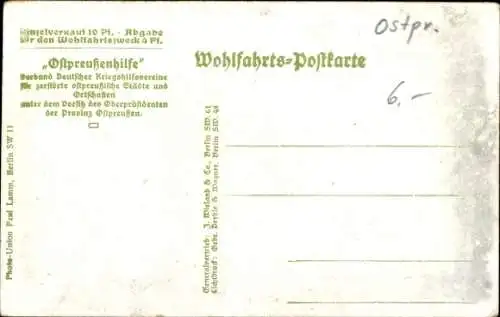 Einzelverkauf 10 Pf. - Abgabe
für den Wohlfahrtszweck 5 Pf.
„Ostpreußenhilfe"
Verband Deutscher Kriegshilfsvereine
für zerstörte ostpreußische Städte und
Ortschaften
unter dem Vorsitz des Oberpräsidenten
der Provinz Ostpreußen.
Wohlfahrts=Postkarte
Ostpr.
6.-
Photo-Union Paul Lamm, Berlin SW 11
Generalvertrieb: J. Wieland & Co., Berlin SW. 61
Lichtdruck: Gebr. & Wagner, Berlin SW. 48